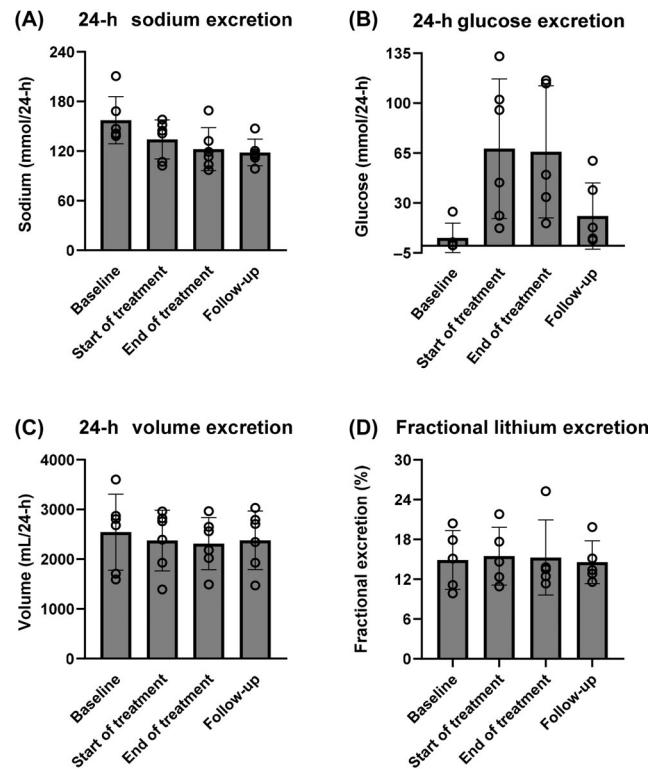 (A) 24-h sodium excretion
Sodium (mmol/24-h)
240
180
120
60
0
Baseline
Start of treatment
End of treatment
Follow-up
(B) 24-h glucose excretion
Glucose (mmol/24-h)
135
100
65
30
–5
Baseline
Start of treatment
End of treatment
Follow-up
(C) 24-h volume excretion
Volume (mL/24-h)
4000
3000
2000
1000
0
Baseline
Start of treatment
End of treatment
Follow-up
(D) Fractional lithium excretion
Fractional excretion (%)
30
24
18
12
6
0
Baseline
Start of treatment
End of treatment
Follow-up